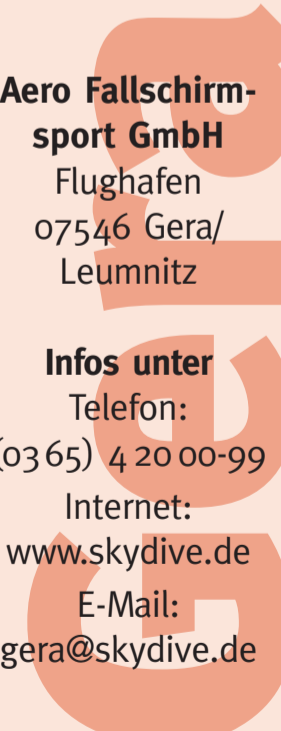 Aero Fallschirm-
sport GmbH
Flughafen
07546 Gera/
Leumnitz
Infos unter
Telefon:
(0365) 4 20 00-99
Internet:
www.skydive.de
E-Mail:
gera@skydive.de
Gera